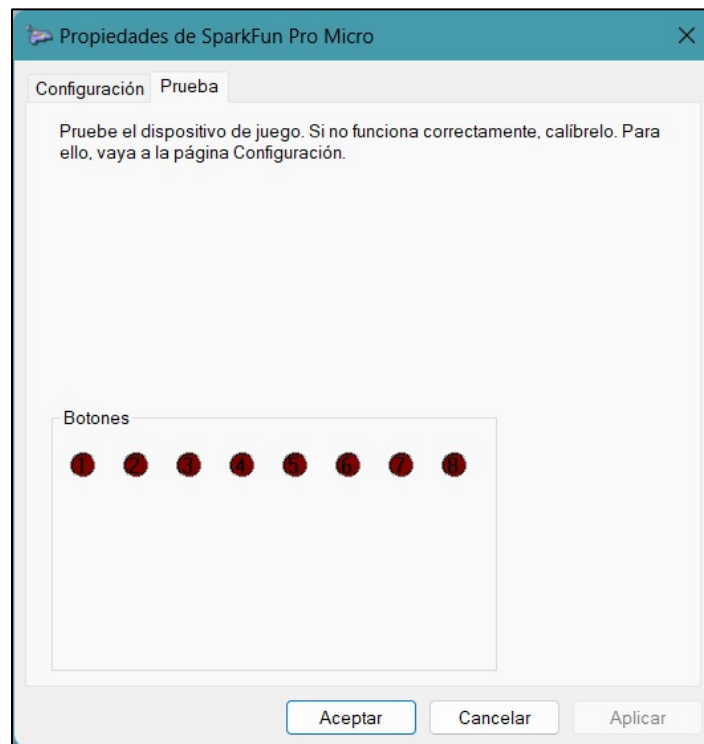 Propiedades de SparkFun Pro Micro
Configuración Prueba
Pruebe el dispositivo de juego. Si no funciona correctamente, calíbrelo. Para
ello, vaya a la página Configuración.
Botones
1 2 3 4 5 6 7 8
Aceptar Cancelar Aplicar